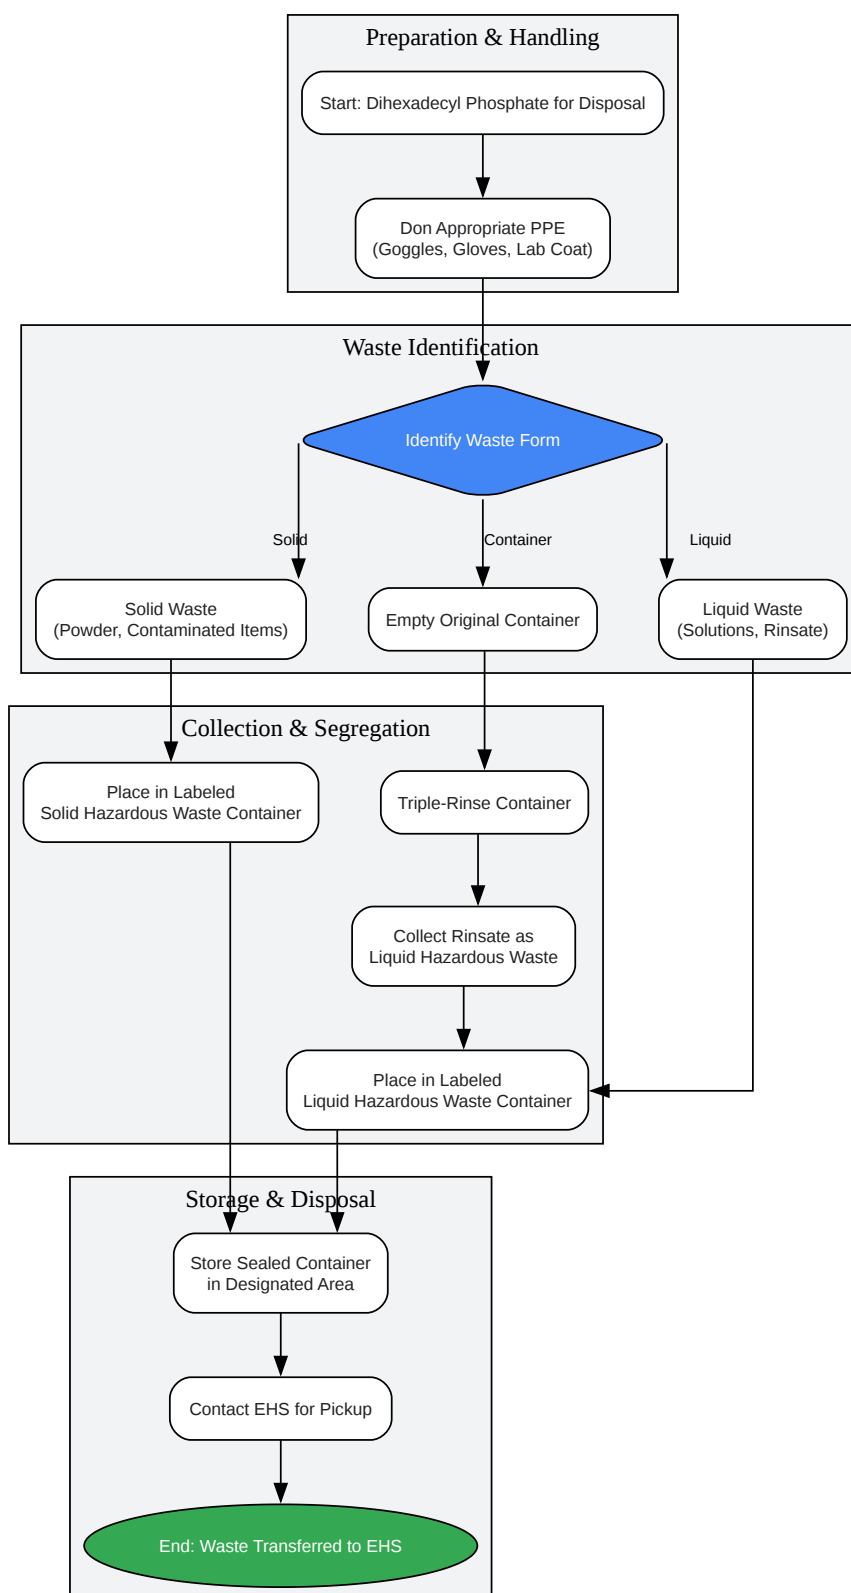 Preparation & Handling
Start: Dihexadecyl Phosphate for Disposal
Don Appropriate PPE
(Goggles, Gloves, Lab Coat)
Waste Identification
Identify Waste Form
Solid
Container
Liquid
Solid Waste
(Powder, Contaminated Items)
Empty Original Container
Liquid Waste
(Solutions, Rinsate)
Collection & Segregation
Place in Labeled
Solid Hazardous Waste Container
Triple-Rinse Container
Collect Rinsate as
Liquid Hazardous Waste
Place in Labeled
Liquid Hazardous Waste Container
Storage & Disposal
Store Sealed Container
in Designated Area
Contact EHS for Pickup
End: Waste Transferred to EHS